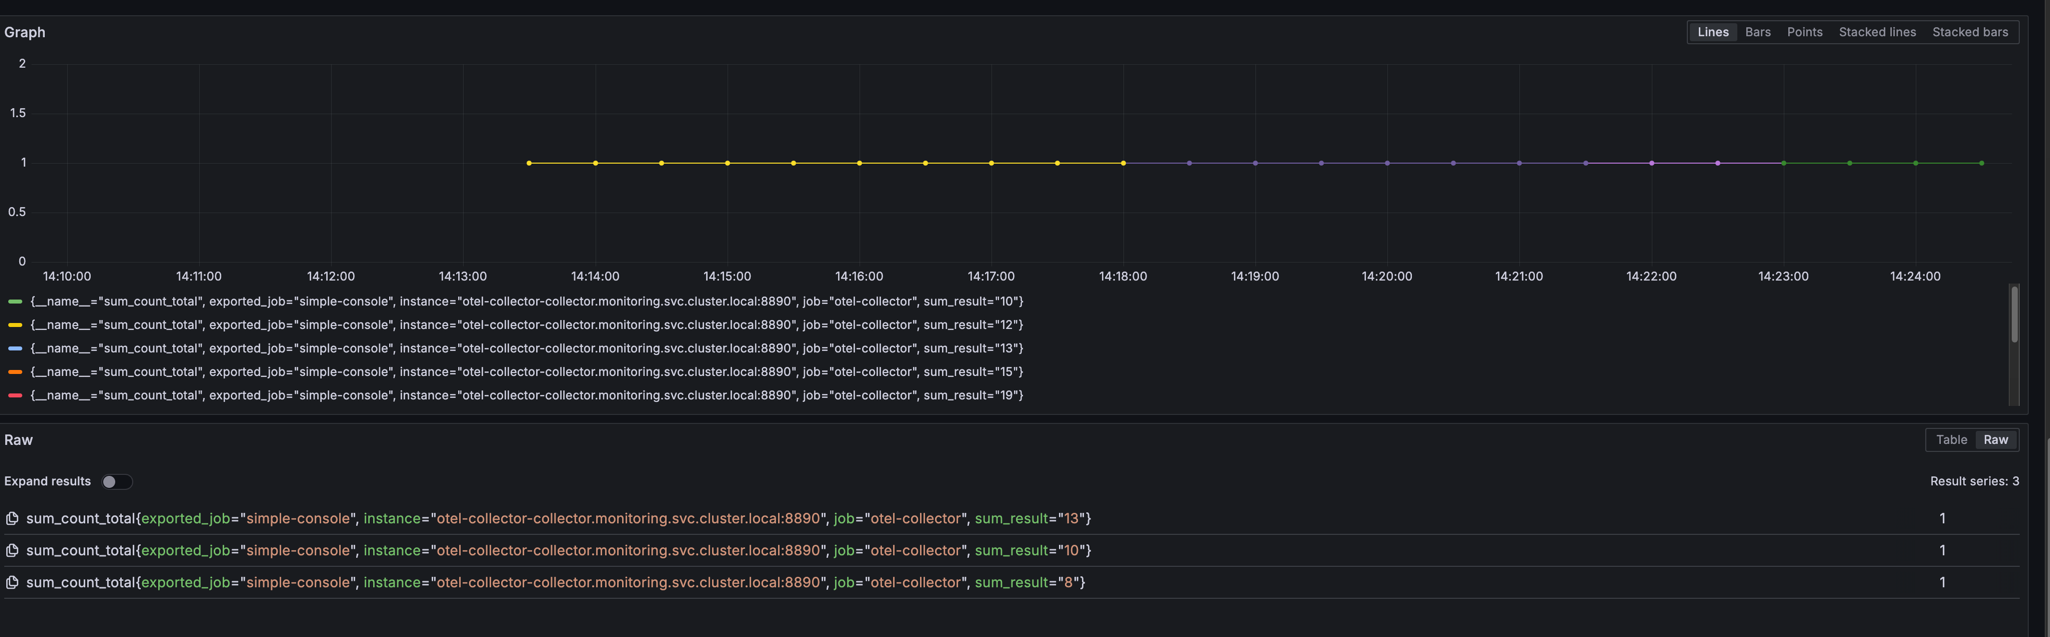 Graph
Lines Bars Points Stacked lines Stacked bars
2
1.5
1
0.5
0
14:10:00 14:11:00 14:12:00 14:13:00 14:14:00 14:15:00 14:16:00 14:17:00 14:18:00 14:19:00 14:20:00 14:21:00 14:22:00 14:23:00 14:24:00
{__name__="sum_count_total", exported_job="simple-console", instance="otel-collector-collector.monitoring.svc.cluster.local:8890", job="otel-collector", sum_result="10"}
{__name__="sum_count_total", exported_job="simple-console", instance="otel-collector-collector.monitoring.svc.cluster.local:8890", job="otel-collector", sum_result="12"}
{__name__="sum_count_total", exported_job="simple-console", instance="otel-collector-collector.monitoring.svc.cluster.local:8890", job="otel-collector", sum_result="13"}
{__name__="sum_count_total", exported_job="simple-console", instance="otel-collector-collector.monitoring.svc.cluster.local:8890", job="otel-collector", sum_result="15"}
{__name__="sum_count_total", exported_job="simple-console", instance="otel-collector-collector.monitoring.svc.cluster.local:8890", job="otel-collector", sum_result="19"}
Raw
Table Raw
Expand results
Result series: 3
sum_count_total{exported_job="simple-console", instance="otel-collector-collector.monitoring.svc.cluster.local:8890", job="otel-collector", sum_result="13"} 1
sum_count_total{exported_job="simple-console", instance="otel-collector-collector.monitoring.svc.cluster.local:8890", job="otel-collector", sum_result="10"} 1
sum_count_total{exported_job="simple-console", instance="otel-collector-collector.monitoring.svc.cluster.local:8890", job="otel-collector", sum_result="8"} 1